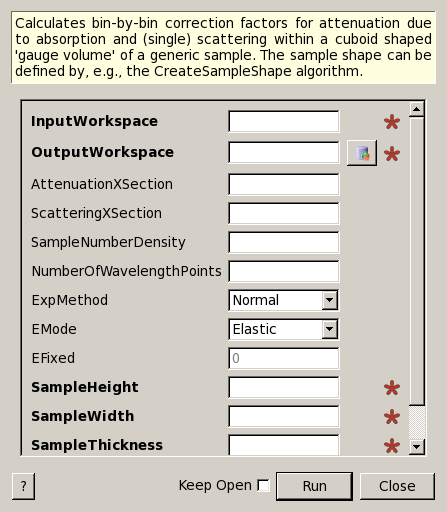 Calculates bin-by-bin correction factors for attenuation due
to absorption and (single) scattering within a cuboid shaped
'gauge volume' of a generic sample. The sample shape can be
defined by, e.g., the CreateSampleShape algorithm.
InputWorkspace *
OutputWorkspace *
AttenuationXSection
ScatteringXSection
SampleNumberDensity
NumberOfWavelengthPoints
ExpMethod Normal
EMode Elastic
EFixed 0
SampleHeight *
SampleWidth *
SampleThickness *
? Keep Open Run Close